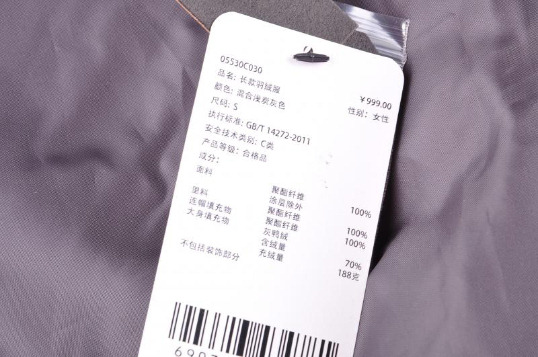 05530C030
品名: 长款羽绒服
¥999.00
颜色: 混合浅炭灰色
性别: 女性
尺码: S
执行标准: GB/T 14272-2011
安全技术类别: C类
产品等级: 合格品
成分:
面料 聚酯纤维 100%
涂层除外
里料 聚酯纤维 100%
连帽填充物 聚酯纤维 100%
大身填充物 灰鸭绒
含绒量 70%
充绒量 188克
不包括装饰部分